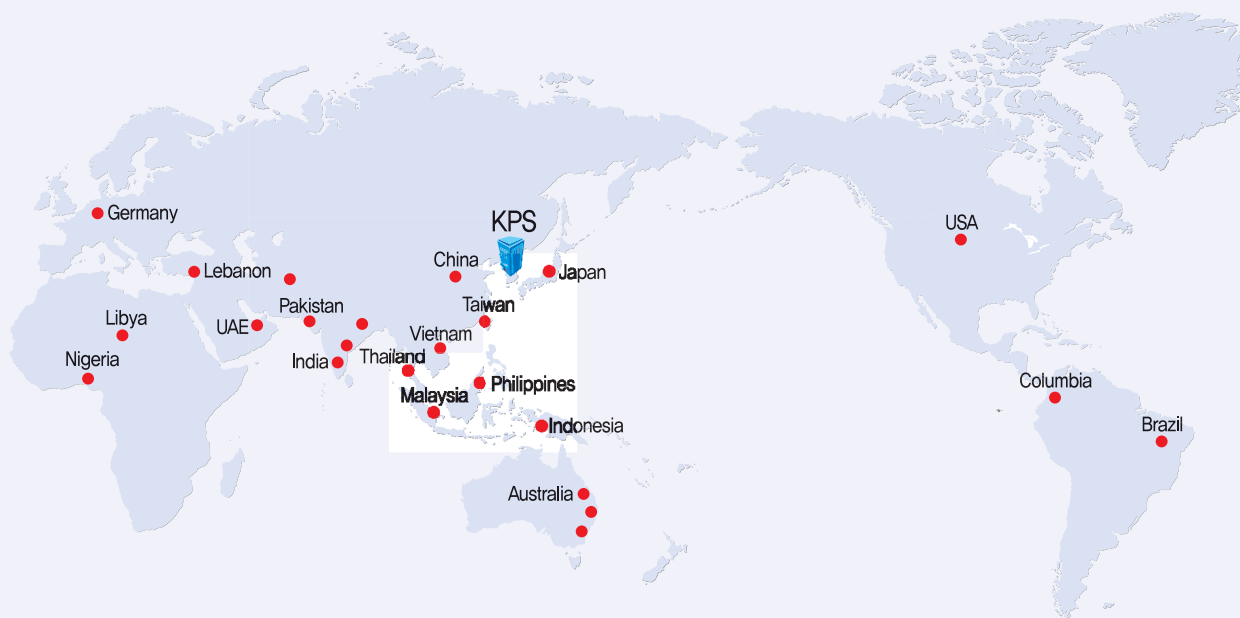 KPS
Germany
USA
China
Lebanon
Japan
Pakistan
Taiwan
Libya
UAE
Vietnam
Nigeria
India
Thailand
Philippines
Columbia
Malaysia
Indonesia
Brazil
Australia